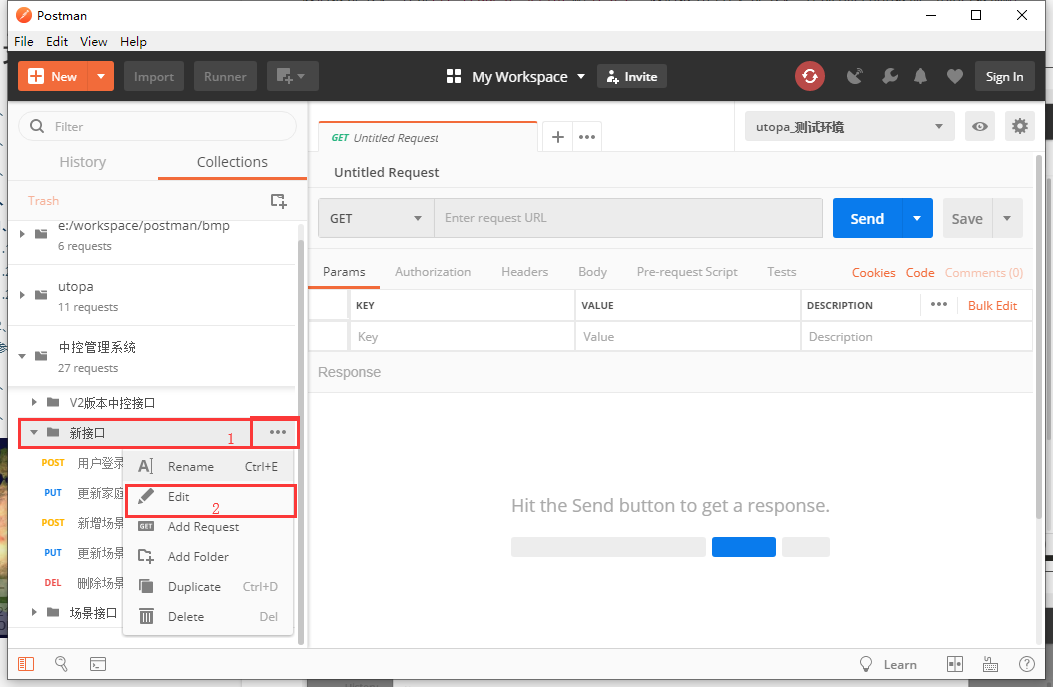 Postman
File Edit View Help
New Import Runner My Workspace Invite Sign In
Filter
History Collections
Trash
e:/workspace/postman/bmp
6 requests
utopa
11 requests
中控管理系统
27 requests
V2版本中控接口
新接口 1
POST 用户登录
PUT 更新家庭
POST 新增场景
PUT 更新场景
DEL 删除场景
场景接口
Rename Ctrl+E
Edit
2
GET Add Request
Add Folder
Duplicate Ctrl+D
Delete Del
GET Untitled Request
utopa_测试环境
Untitled Request
GET Enter request URL Send Save
Params Authorization Headers Body Pre-request Script Tests Cookies Code Comments (0)
KEY VALUE DESCRIPTION Bulk Edit
Key Value Description
Response
Hit the Send button to get a response.
Learn